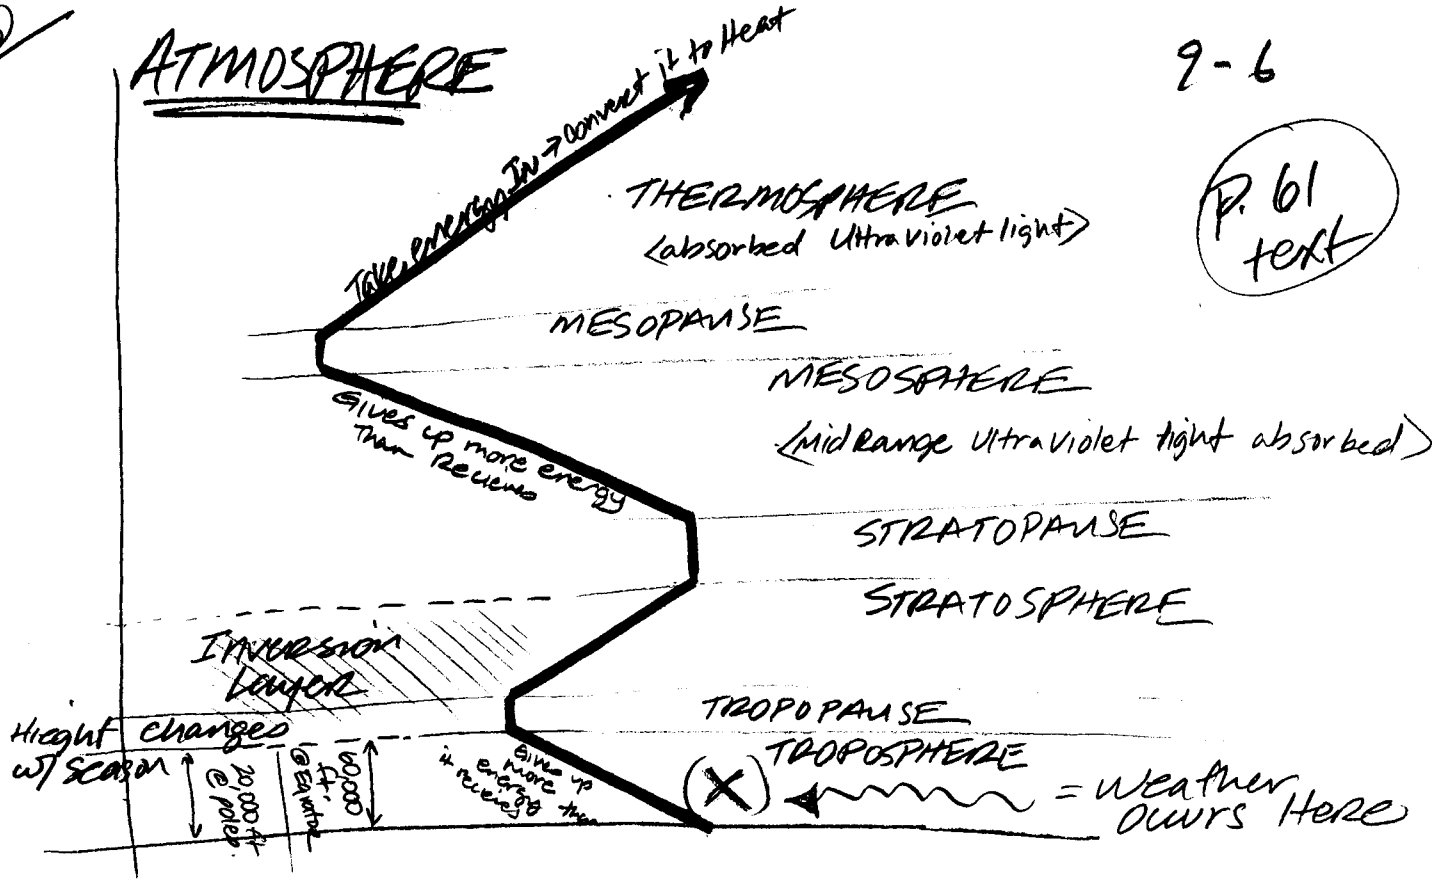 ATMOSPHERE
9-6
p. 61
text
Take energy IN → convert it to Heat
THERMOSPHERE
<absorbed Ultraviolet light>
MESOPAUSE
MESOSPHERE
<mid Range Ultraviolet light absorbed>
Gives up more energy
Than Recieves
STRATOPAUSE
STRATOSPHERE
Inversion
Layer
TROPOPAUSE
TROPOSPHERE
Hieght changes
w/ season
20,000 ft
@ poles.
60,000
ft.
@ Equator
Gives up
more than
energy
it recieves
X
= Weather
Occurs Here